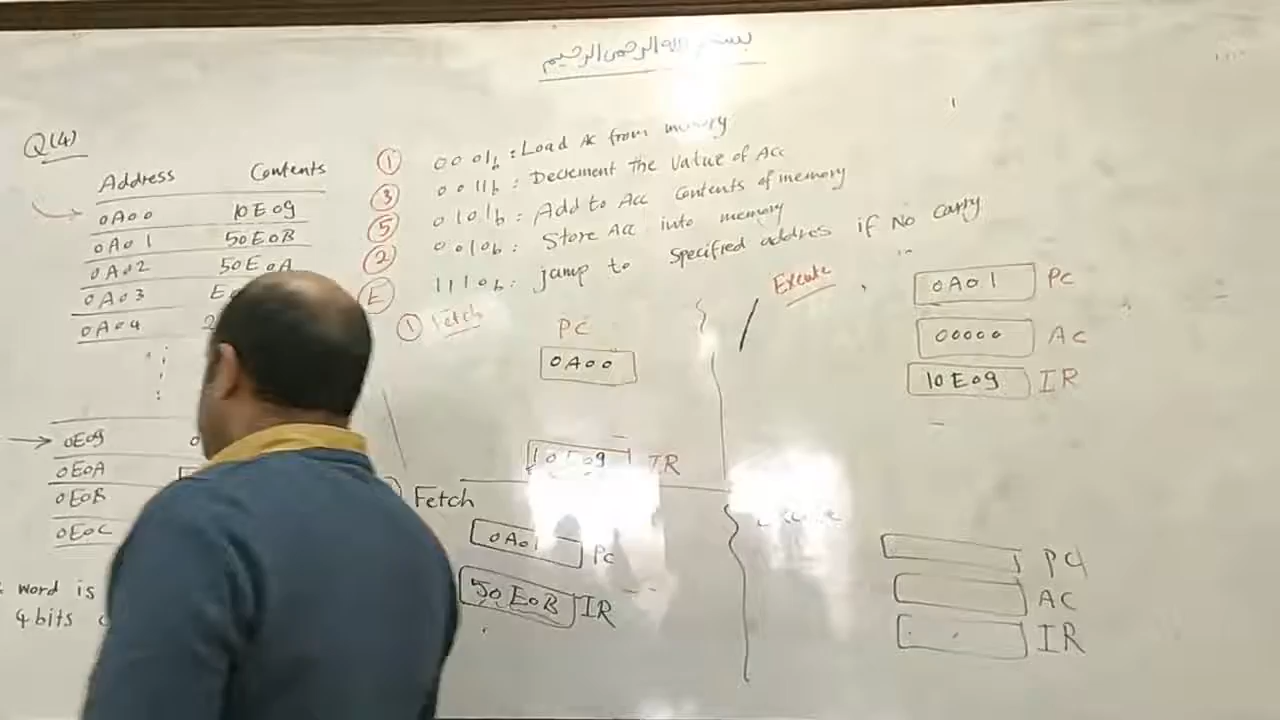 بسم الله الرحمن الرحيم
Q(4)
Address Contents
0A00 10E09
0A01 50E0B
0A02 50E0A
0A03 E
0A04 2
0E09 0
0E0A
0E0B
0E0C
word is
4 bits
① 0001b : Load Ac from memory
③ 0011b : Decrement the Value of Acc
⑤ 0101b : Add to Acc contents of memory
② 0010b : Store Acc into memory
Ⓔ 1110b : jump to Specified addres if No Carry
① Fetch
PC
0A00
10E09 IR
Execute
0A01 PC
00000 AC
10E09 IR
Fetch
0A01 PC
50E0B IR
PC
AC
IR